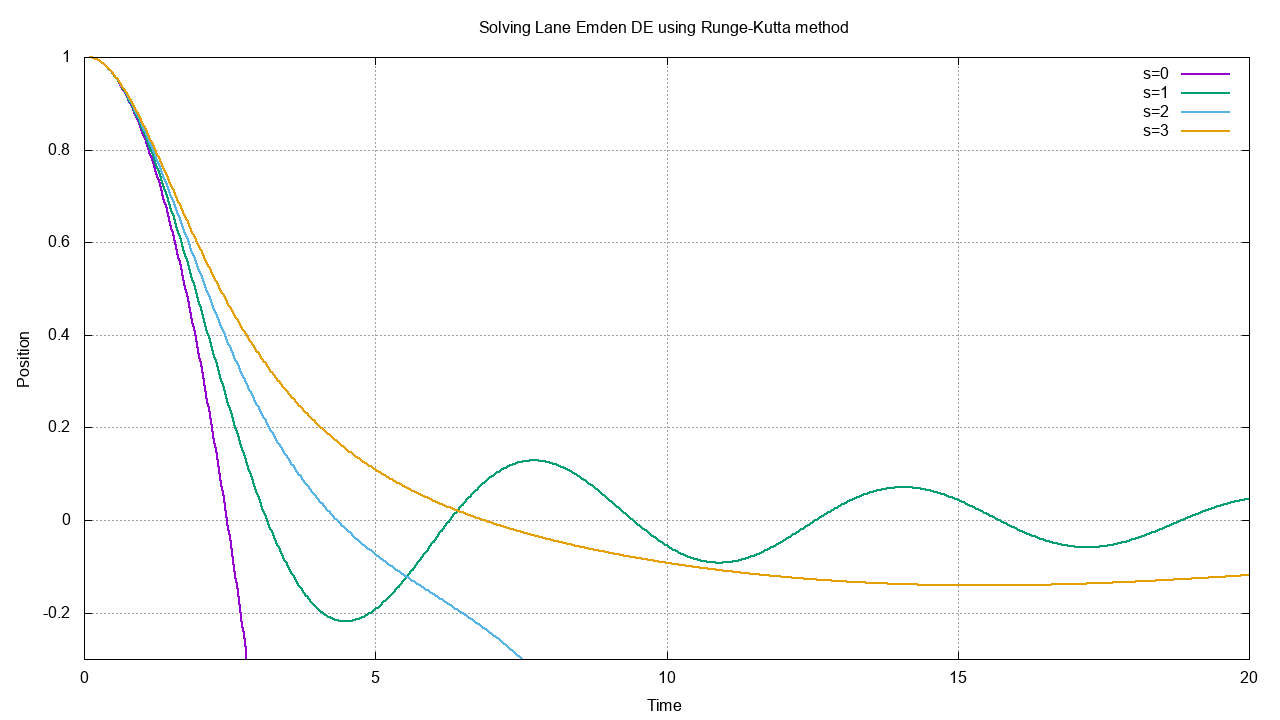 Solving Lane Emden DE using Runge-Kutta method
s=0
s=1
s=2
s=3
1
0.8
0.6
0.4
0.2
0
-0.2
Position
0 5 10 15 20
Time